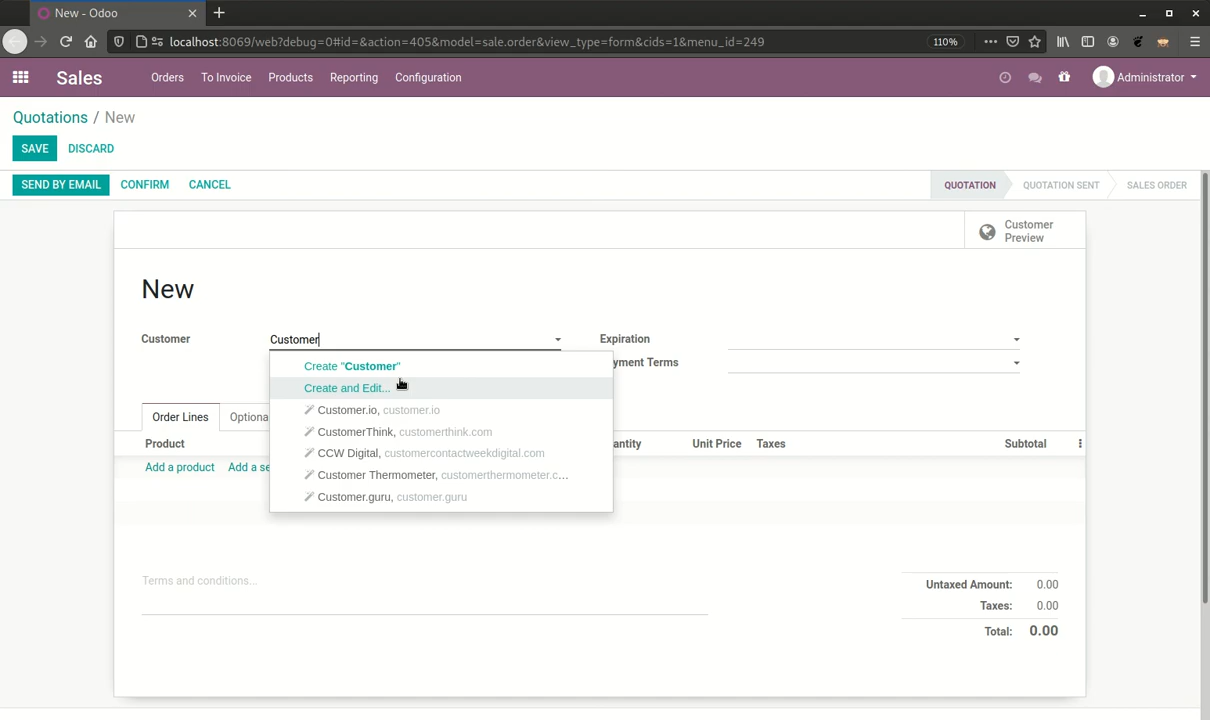 New - Odoo
localhost:8069/web?debug=0#id=&action=405&model=sale.order&view_type=form&cids=1&menu_id=249
110%
Sales
Orders
To Invoice
Products
Reporting
Configuration
Administrator
Quotations / New
SAVE
DISCARD
SEND BY EMAIL
CONFIRM
CANCEL
QUOTATION
QUOTATION SENT
SALES ORDER
Customer
Preview
New
Customer
Customer
Expiration
yment Terms
Create "Customer"
Create and Edit...
Customer.io, customer.io
CustomerThink, customerthink.com
CCW Digital, customercontactweekdigital.com
Customer Thermometer, customerthermometer.c...
Customer.guru, customer.guru
Order Lines
Optiona
Product
antity
Unit Price
Taxes
Subtotal
Add a product
Add a se
Terms and conditions...
Untaxed Amount: 0.00
Taxes: 0.00
Total: 0.00